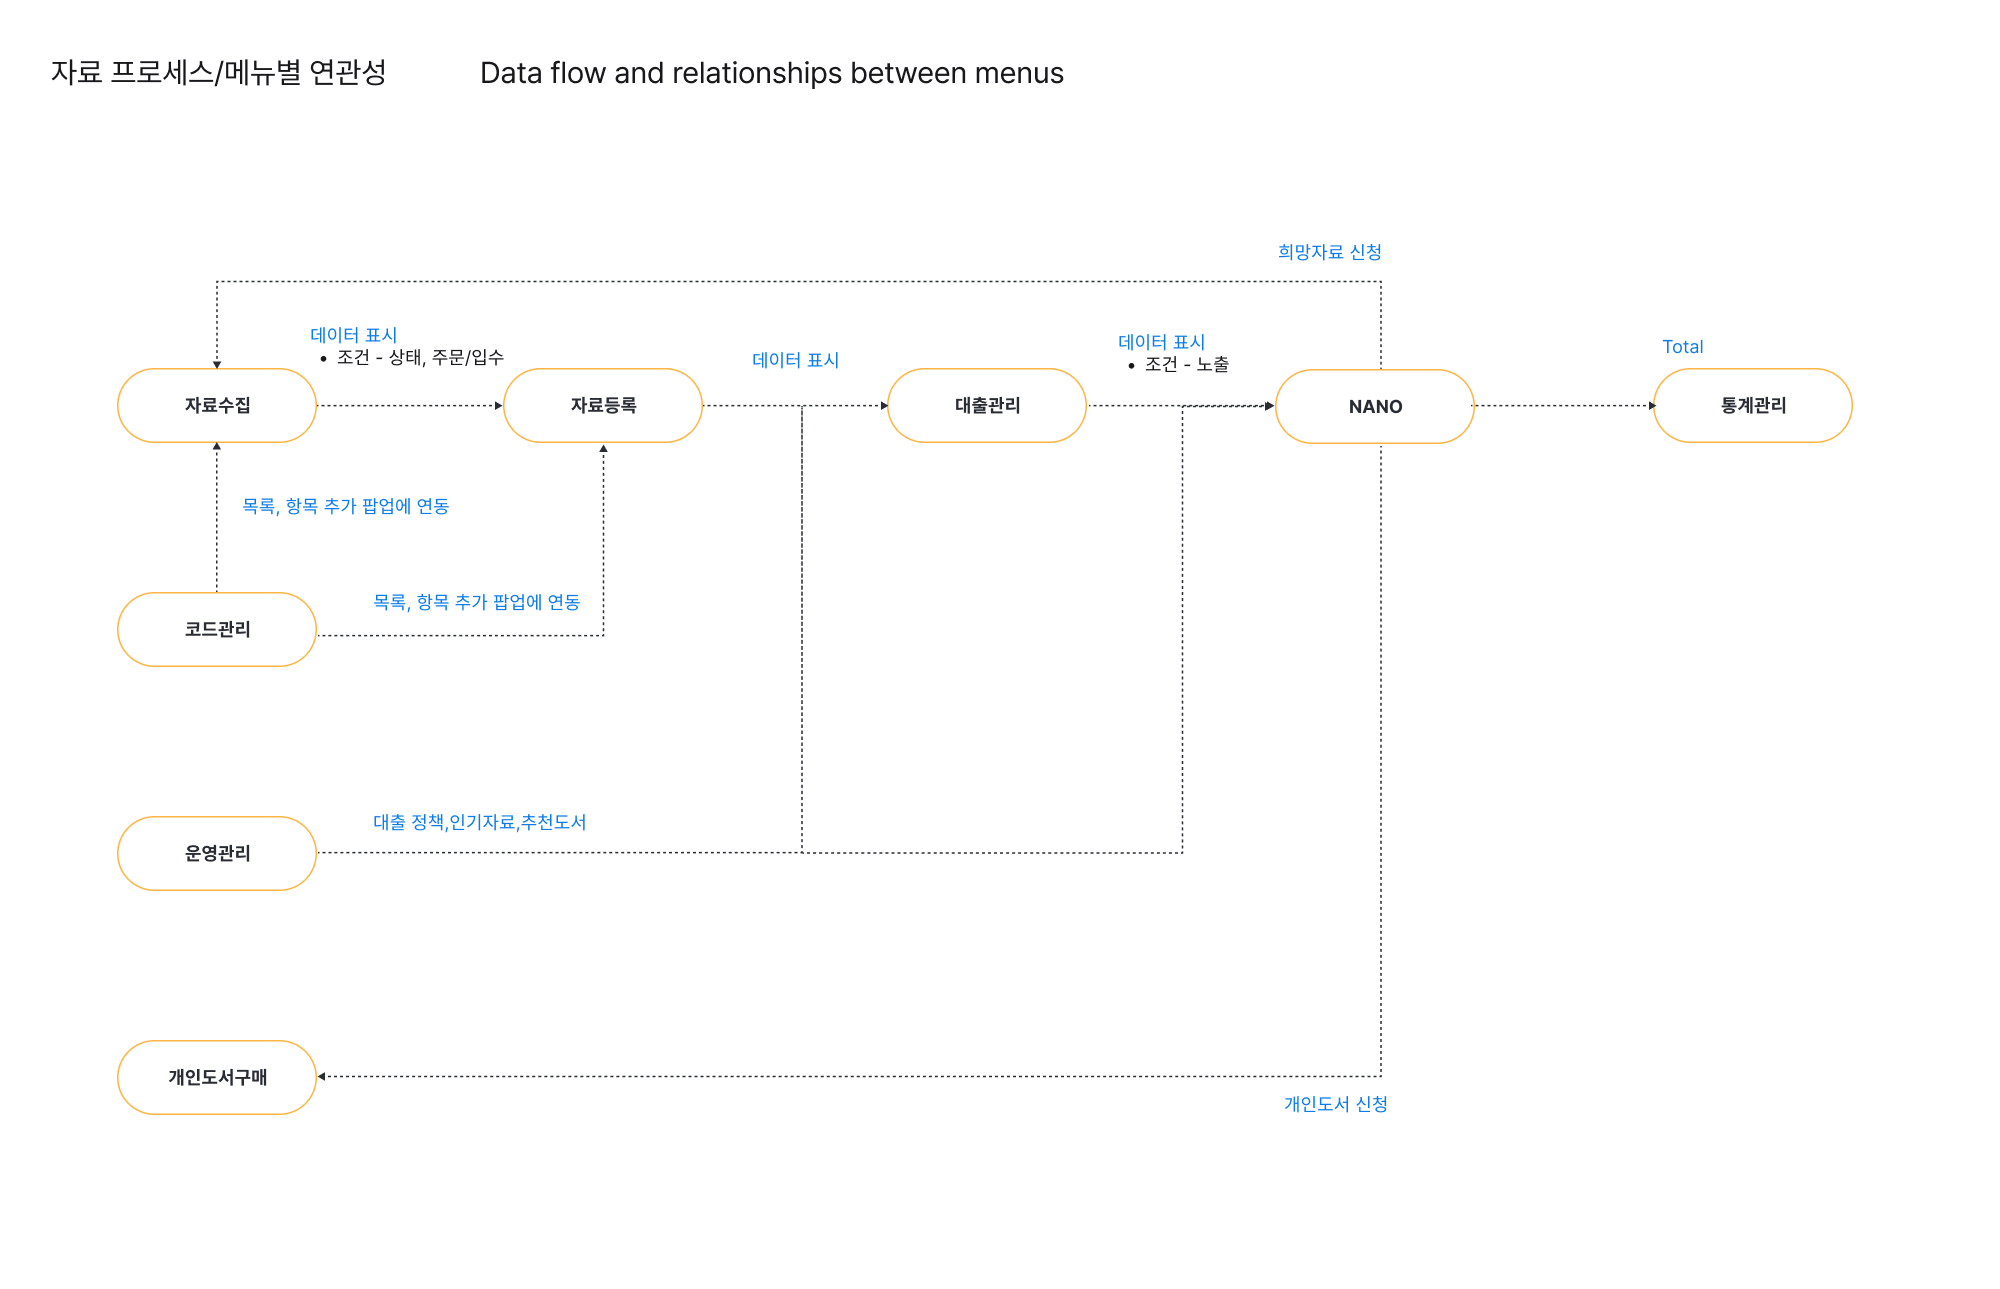 자료 프로세스/메뉴별 연관성
Data flow and relationships between menus
희망자료 신청
데이터 표시
• 조건 - 상태, 주문/입수
데이터 표시
데이터 표시
• 조건 - 노출
Total
자료수집
자료등록
대출관리
NANO
통계관리
목록, 항목 추가 팝업에 연동
목록, 항목 추가 팝업에 연동
코드관리
대출 정책,인기자료,추천도서
운영관리
개인도서구매
개인도서 신청